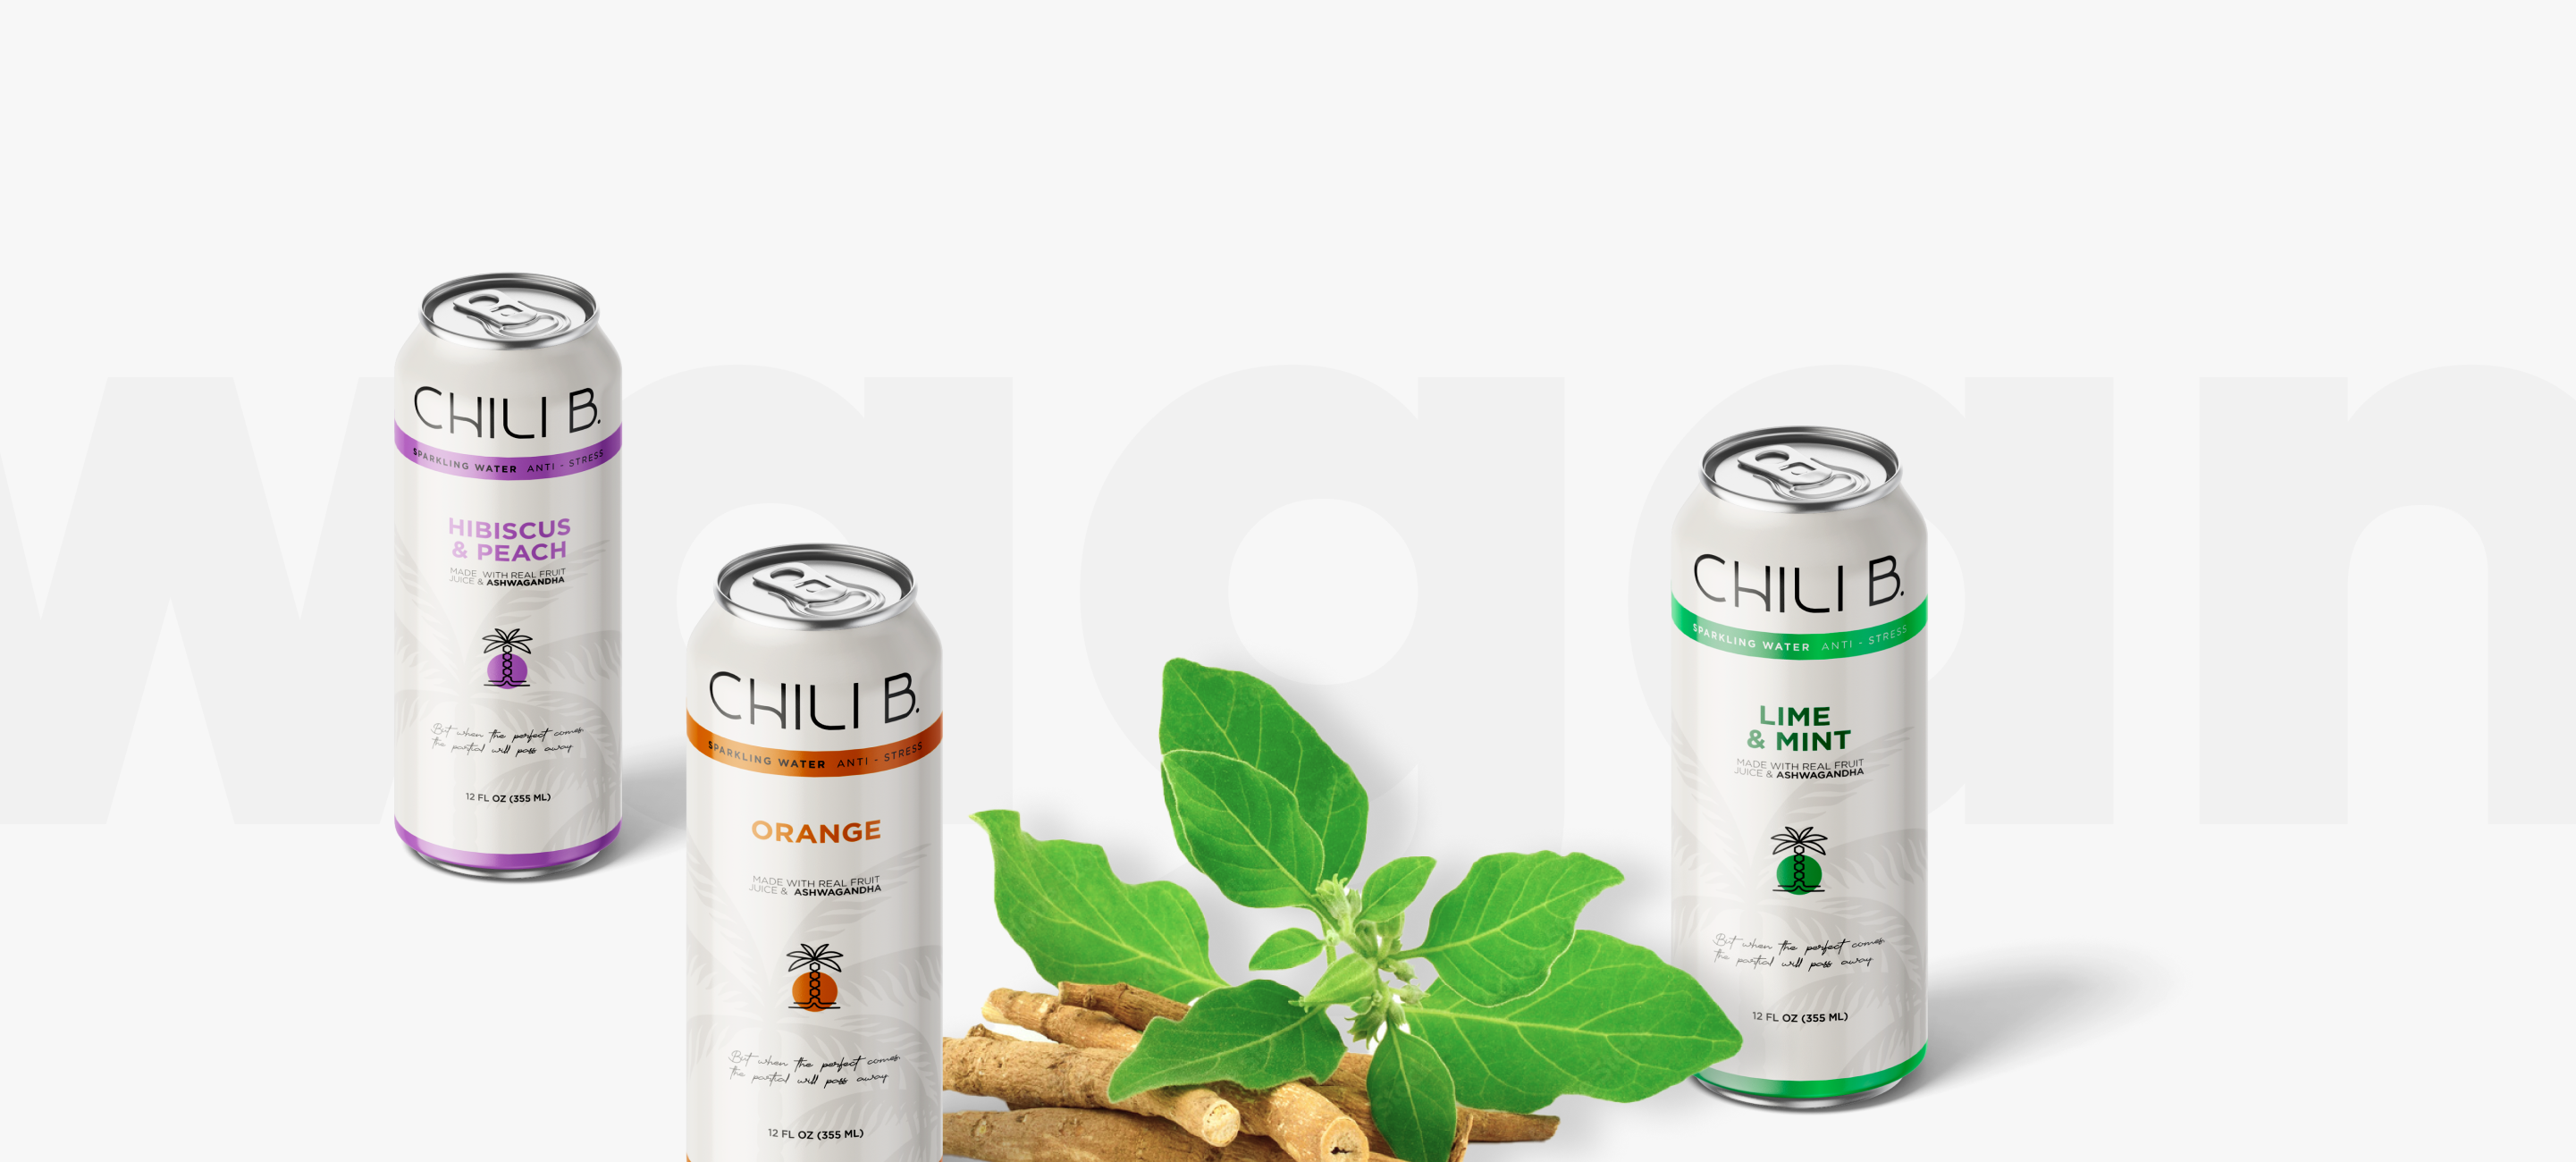 wagan
CHILI B.
SPARKLING WATER ANTI - STRESS
HIBISCUS
& PEACH
MADE WITH REAL FRUIT
JUICE & ASHWAGANDHA
But when the perfect comes,
the partial will pass away
12 FL OZ (355 ML)
CHILI B.
SPARKLING WATER ANTI - STRESS
ORANGE
MADE WITH REAL FRUIT
JUICE & ASHWAGANDHA
But when the perfect comes,
the partial will pass away
12 FL OZ (355 ML)
CHILI B.
SPARKLING WATER ANTI - STRESS
LIME
& MINT
MADE WITH REAL FRUIT
JUICE & ASHWAGANDHA
But when the perfect comes,
the partial will pass away
12 FL OZ (355 ML)